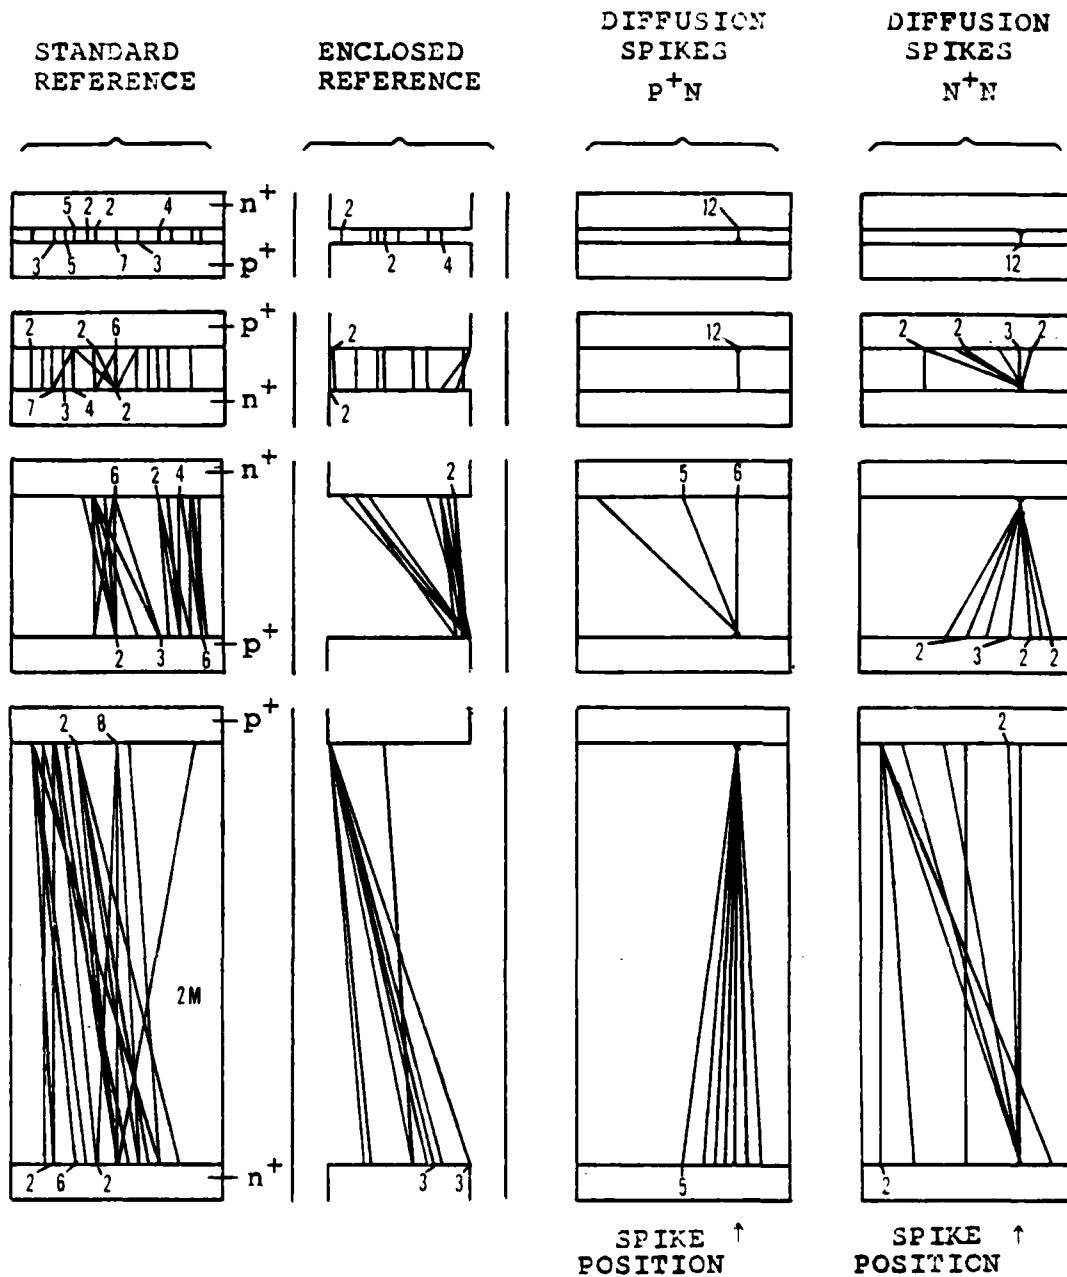 STANDARD
REFERENCE
ENCLOSED
REFERENCE
DIFFUSION
SPIKES
P+N
DIFFUSION
SPIKES
N+N
5 2 2 4
n+
3 5 7 3
p+
2
2 4
12
12
2 2 6
p+
7 3 4 2
n+
2
2
12
2 2 3 2
6 2 4
n+
2 3 6
p+
2
5 6
2 3 2 2
2 8
p+
2M
2 6 2
n+
3 3
5
2
2
SPIKE ↑
POSITION
SPIKE ↑
POSITION